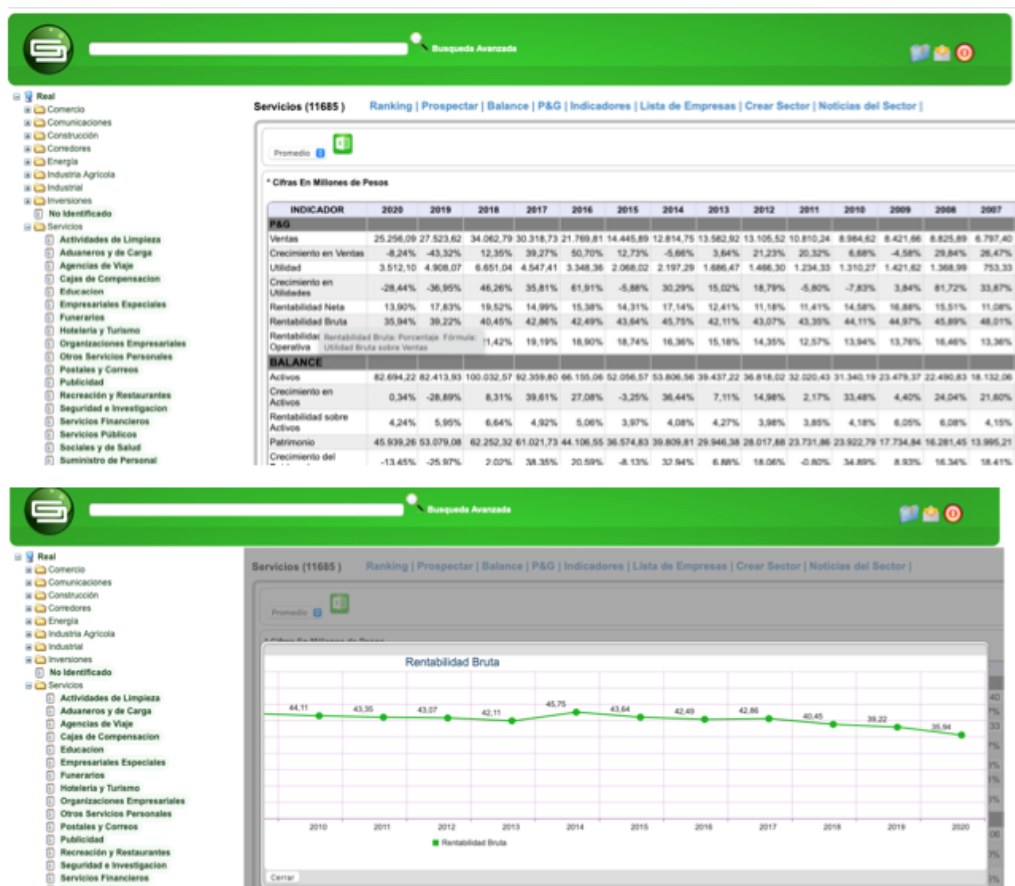 Busqueda Avanzada
Real
Comercio
Comunicaciones
Construcción
Corredores
Energía
Industria Agrícola
Industrial
Inversiones
No Identificado
Servicios
Actividades de Limpieza
Aduaneros y de Carga
Agencias de Viaje
Cajas de Compensacion
Educacion
Empresariales Especiales
Funerarios
Hoteleria y Turismo
Organizaciones Empresariales
Otros Servicios Personales
Postales y Correos
Publicidad
Recreación y Restaurantes
Seguridad e Investigacion
Servicios Financieros
Servicios Públicos
Sociales y de Salud
Suministro de Personal
Servicios (11685 ) Ranking | Prospectar | Balance | P&G | Indicadores | Lista de Empresas | Crear Sector | Noticias del Sector |
Promedio
* Cifras En Millones de Pesos
INDICADOR 2020 2019 2018 2017 2016 2015 2014 2013 2012 2011 2010 2009 2008 2007
P&G
Ventas 25.256,09 27.523,62 34.062,79 30.318,73 21.769,81 14.445,89 12.814,75 13.582,92 13.105,52 10.810,24 8.984,62 8.421,66 8.825,89 6.797,40
Crecimiento en Ventas -8,24% -43,32% 12,35% 39,27% 50,70% 12,73% -5,66% 3,64% 21,23% 20,32% 6,68% -4,58% 29,84% 26,47%
Utilidad 3.512,10 4.908,07 6.651,04 4.547,41 3.348,36 2.068,02 2.197,29 1.686,47 1.466,30 1.234,33 1.310,27 1.421,62 1.368,99 753,33
Crecimiento en
Utilidades -28,44% -36,95% 46,26% 35,81% 61,91% -5,88% 30,29% 15,02% 18,79% -5,80% -7,83% 3,84% 81,72% 33,87%
Rentabilidad Neta 13,90% 17,83% 19,52% 14,99% 15,38% 14,31% 17,14% 12,41% 11,18% 11,41% 14,58% 16,88% 15,51% 11,08%
Rentabilidad Bruta 35,94% 39,22% 40,45% 42,86% 42,49% 43,64% 45,75% 42,11% 43,07% 43,35% 44,11% 44,97% 45,89% 48,01%
Rentabilidad
Operativa 11,42% 19,19% 18,90% 18,74% 16,36% 15,18% 14,35% 12,57% 13,94% 13,76% 16,46% 13,36%
Rentabilidad Bruta: Porcentaja Fórmula:
Utilidad Bruta sobre Ventas
BALANCE
Activos 82.694,22 82.413,93 100.032,57 92.359,80 66.155,06 52.056,57 53.806,56 39.437,22 36.818,02 32.020,43 31.340,19 23.479,37 22.490,83 18.132,06
Crecimiento en
Activos 0,34% -28,89% 8,31% 39,61% 27,08% -3,25% 36,44% 7,11% 14,98% 2,17% 33,48% 4,40% 24,04% 21,60%
Rentabilidad sobre
Activos 4,24% 5,95% 6,64% 4,92% 5,06% 3,97% 4,08% 4,27% 3,98% 3,85% 4,18% 6,05% 6,08% 4,15%
Patrimonio 45.939,26 53.079,08 62.252,32 61.021,73 44.106,55 36.574,83 39.809,81 29.946,38 28.017,88 23.731,86 23.922,79 17.734,84 16.281,45 13.995,21
Crecimiento del
-13,45% -25,97% 2,02% 38,35% 20,59% -8,13% 32,94% 6,88% 18,06% -0,80% 34,89% 8,93% 16,34% 18,41%
Busqueda Avanzada
Real
Comercio
Comunicaciones
Construcción
Corredores
Energía
Industria Agrícola
Industrial
Inversiones
No Identificado
Servicios
Actividades de Limpieza
Aduaneros y de Carga
Agencias de Viaje
Cajas de Compensacion
Educacion
Empresariales Especiales
Funerarios
Hoteleria y Turismo
Organizaciones Empresariales
Otros Servicios Personales
Postales y Correos
Publicidad
Recreación y Restaurantes
Seguridad e Investigacion
Servicios Financieros
Servicios (11685 ) Ranking | Prospectar | Balance | P&G | Indicadores | Lista de Empresas | Crear Sector | Noticias del Sector |
Promedio
* Cifras En Millones de Pesos
Rentabilidad Bruta
44,11 43,35 43,07 42,11 45,75 43,64 42,49 42,86 40,45 39,22 35,94
2010 2011 2012 2013 2014 2015 2016 2017 2018 2019 2020
Rentabilidad Bruta
Cerrar